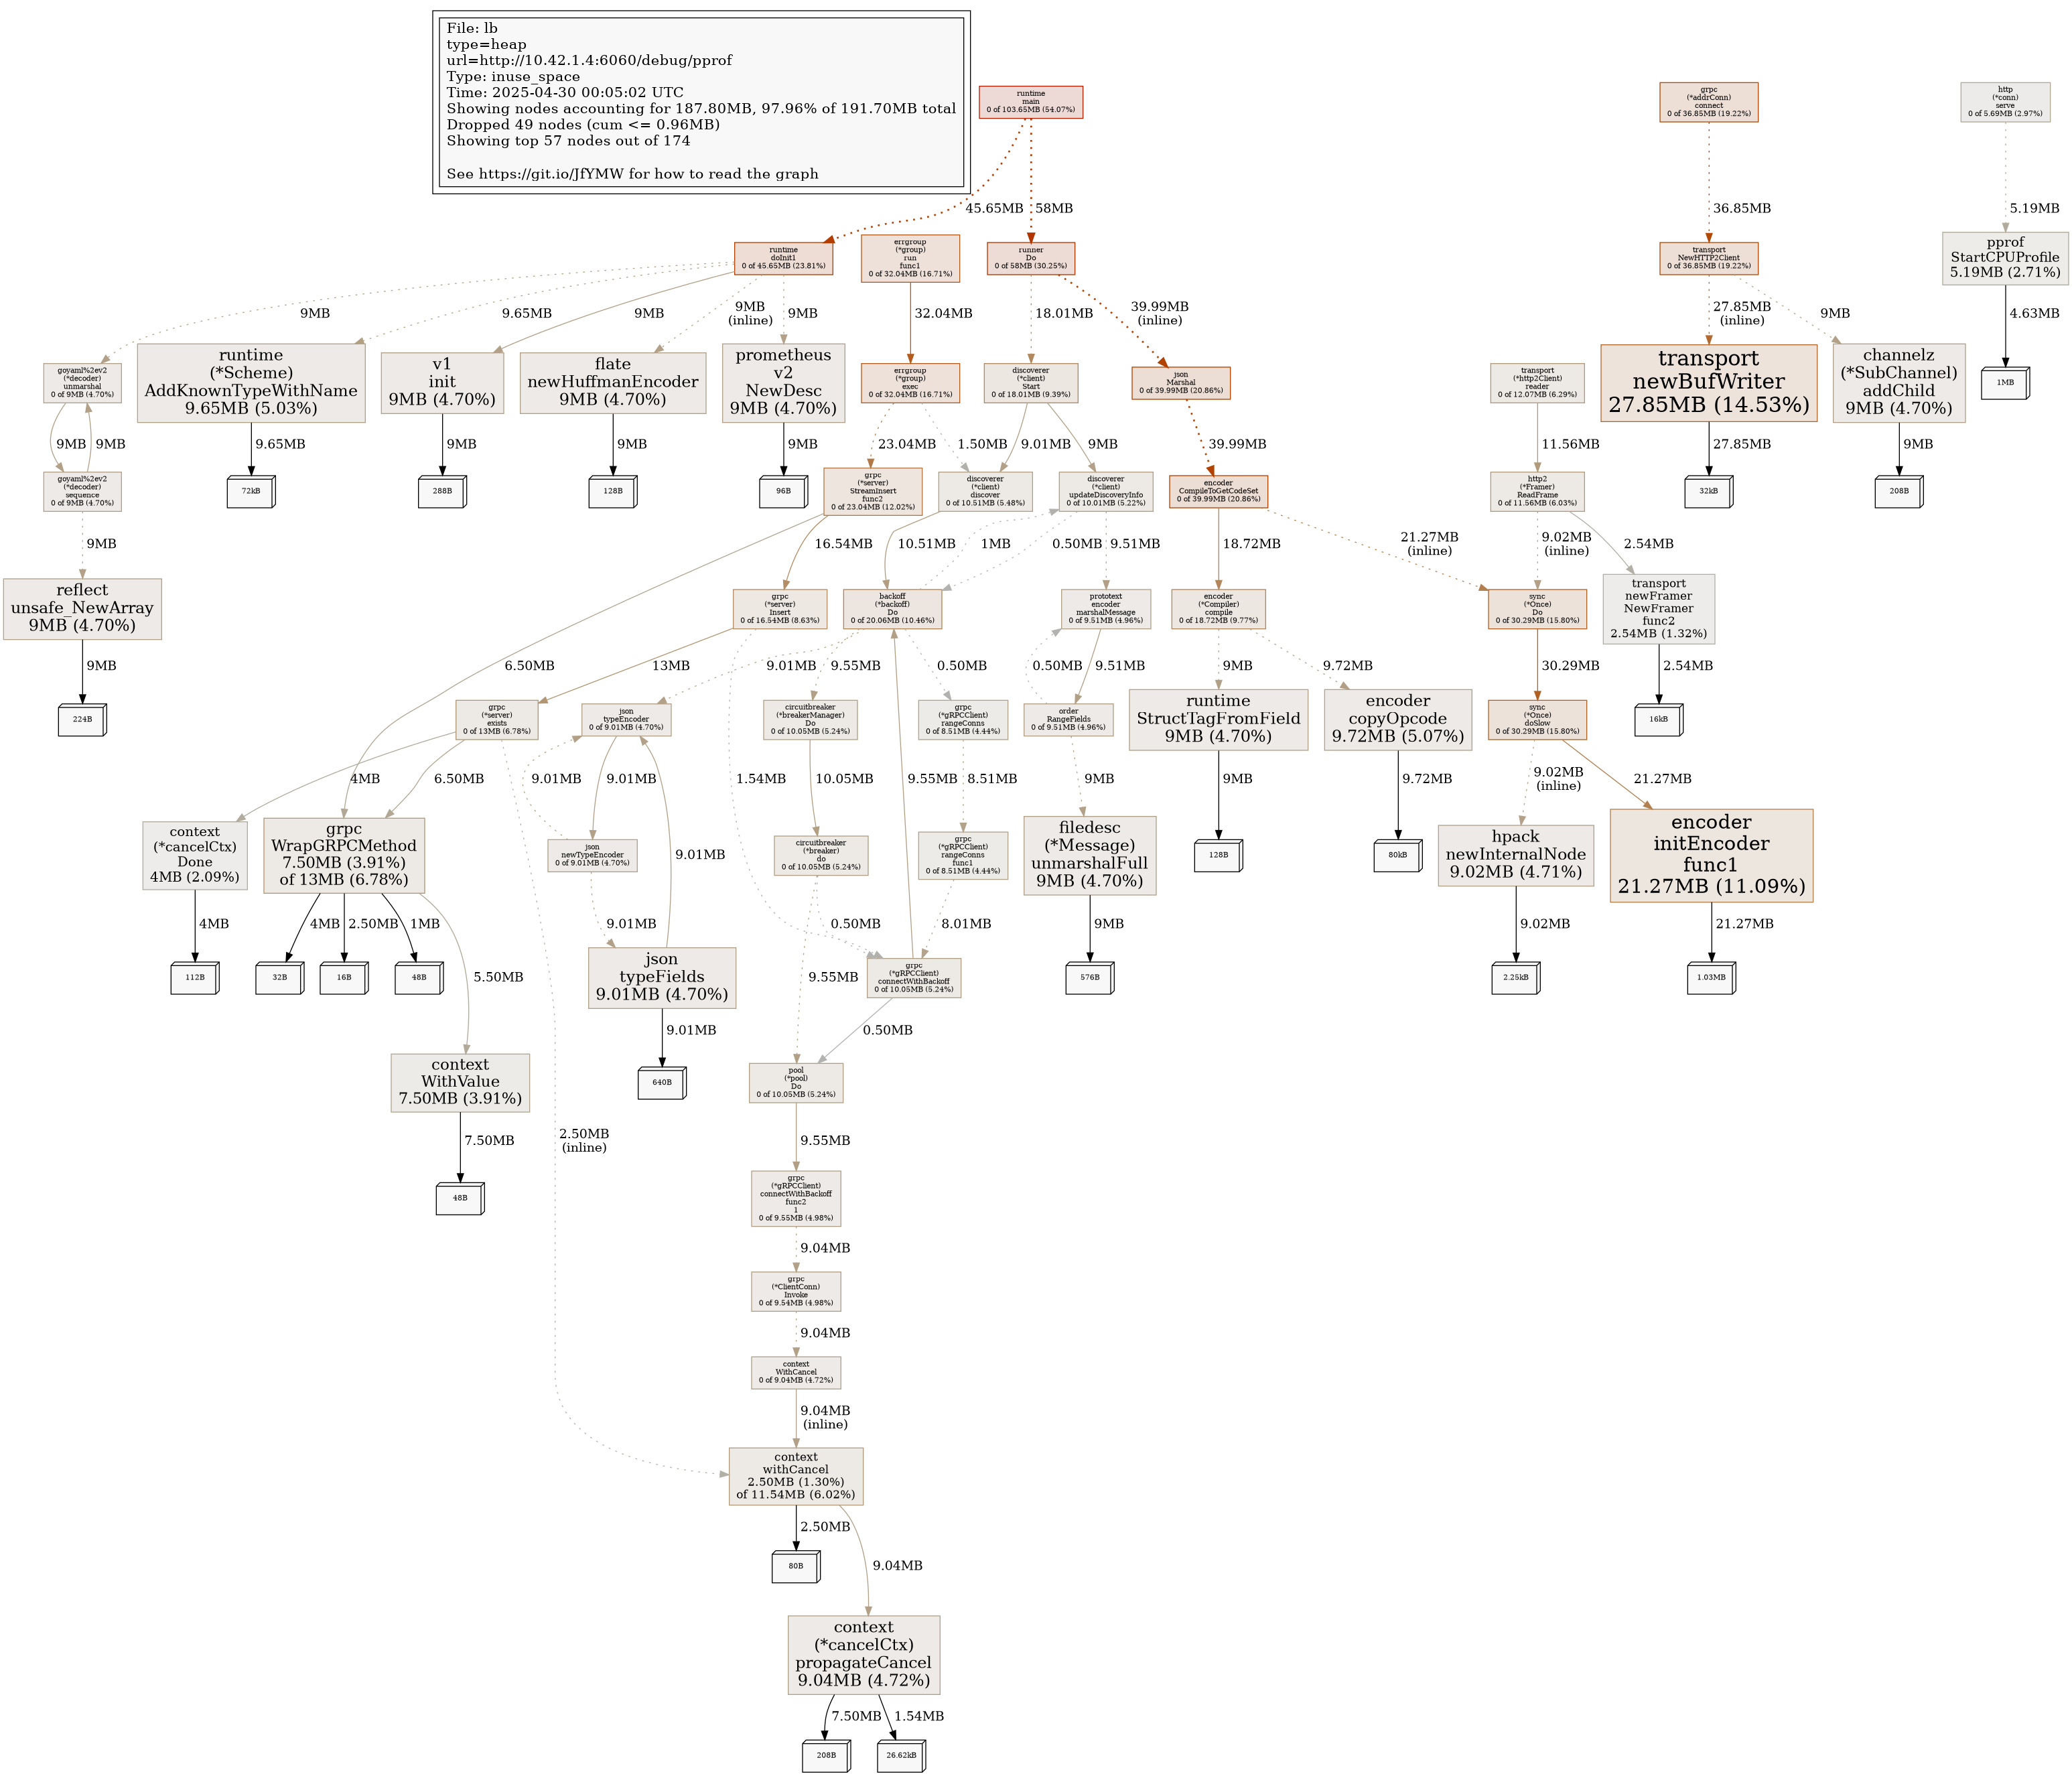 File: lb
type=heap
url=http://10.42.1.4:6060/debug/pprof
Type: inuse_space
Time: 2025-04-30 00:05:02 UTC
Showing nodes accounting for 187.80MB, 97.96% of 191.70MB total
Dropped 49 nodes (cum <= 0.96MB)
Showing top 57 nodes out of 174
See https://git.io/JfYMW for how to read the graph
runtime
main
0 of 103.65MB (54.07%)
grpc
(*addrConn)
connect
0 of 36.85MB (19.22%)
http
(*conn)
serve
0 of 5.69MB (2.97%)
45.65MB
58MB
36.85MB
5.19MB
runtime
doInit1
0 of 45.65MB (23.81%)
errgroup
(*group)
run
func1
0 of 32.04MB (16.71%)
runner
Do
0 of 58MB (30.25%)
transport
NewHTTP2Client
0 of 36.85MB (19.22%)
pprof
StartCPUProfile
5.19MB (2.71%)
9MB
9.65MB
9MB
9MB
(inline)
9MB
32.04MB
18.01MB
39.99MB
(inline)
27.85MB
(inline)
9MB
4.63MB
goyaml%2ev2
(*decoder)
unmarshal
0 of 9MB (4.70%)
runtime
(*Scheme)
AddKnownTypeWithName
9.65MB (5.03%)
v1
init
9MB (4.70%)
flate
newHuffmanEncoder
9MB (4.70%)
prometheus
v2
NewDesc
9MB (4.70%)
errgroup
(*group)
exec
0 of 32.04MB (16.71%)
discoverer
(*client)
Start
0 of 18.01MB (9.39%)
json
Marshal
0 of 39.99MB (20.86%)
transport
(*http2Client)
reader
0 of 12.07MB (6.29%)
transport
newBufWriter
27.85MB (14.53%)
channelz
(*SubChannel)
addChild
9MB (4.70%)
1MB
9MB
9MB
9.65MB
9MB
9MB
9MB
23.04MB
1.50MB
9.01MB
9MB
39.99MB
11.56MB
27.85MB
9MB
goyaml%2ev2
(*decoder)
sequence
0 of 9MB (4.70%)
72kB
288B
128B
96B
grpc
(*server)
StreamInsert
func2
0 of 23.04MB (12.02%)
discoverer
(*client)
discover
0 of 10.51MB (5.48%)
discoverer
(*client)
updateDiscoveryInfo
0 of 10.01MB (5.22%)
encoder
CompileToGetCodeSet
0 of 39.99MB (20.86%)
http2
(*Framer)
ReadFrame
0 of 11.56MB (6.03%)
32kB
208B
9MB
16.54MB
10.51MB
1MB
0.50MB
9.51MB
18.72MB
21.27MB
(inline)
9.02MB
(inline)
2.54MB
reflect
unsafe_NewArray
9MB (4.70%)
grpc
(*server)
Insert
0 of 16.54MB (8.63%)
backoff
(*backoff)
Do
0 of 20.06MB (10.46%)
prototext
encoder
marshalMessage
0 of 9.51MB (4.96%)
encoder
(*Compiler)
compile
0 of 18.72MB (9.77%)
sync
(*Once)
Do
0 of 30.29MB (15.80%)
transport
newFramer
NewFramer
func2
2.54MB (1.32%)
9MB
6.50MB
13MB
9.01MB
9.55MB
0.50MB
0.50MB
9.51MB
9MB
9.72MB
30.29MB
2.54MB
224B
grpc
(*server)
exists
0 of 13MB (6.78%)
json
typeEncoder
0 of 9.01MB (4.70%)
circuitbreaker
(*breakerManager)
Do
0 of 10.05MB (5.24%)
grpc
(*gRPCClient)
rangeConns
0 of 8.51MB (4.44%)
order
RangeFields
0 of 9.51MB (4.96%)
runtime
StructTagFromField
9MB (4.70%)
encoder
copyOpcode
9.72MB (5.07%)
sync
(*Once)
doSlow
0 of 30.29MB (15.80%)
16kB
4MB
6.50MB
9.01MB
9.01MB
1.54MB
10.05MB
9.55MB
8.51MB
9MB
9MB
9.72MB
9.02MB
(inline)
21.27MB
context
(*cancelCtx)
Done
4MB (2.09%)
grpc
WrapGRPCMethod
7.50MB (3.91%)
of 13MB (6.78%)
json
newTypeEncoder
0 of 9.01MB (4.70%)
9.01MB
circuitbreaker
(*breaker)
do
0 of 10.05MB (5.24%)
grpc
(*gRPCClient)
rangeConns
func1
0 of 8.51MB (4.44%)
filedesc
(*Message)
unmarshalFull
9MB (4.70%)
128B
80kB
hpack
newInternalNode
9.02MB (4.71%)
encoder
initEncoder
func1
21.27MB (11.09%)
4MB
4MB
2.50MB
1MB
9.01MB
0.50MB
8.01MB
9MB
9.02MB
21.27MB
112B
32B
16B
48B
5.50MB
json
typeFields
9.01MB (4.70%)
9.55MB
grpc
(*gRPCClient)
connectWithBackoff
0 of 10.05MB (5.24%)
576B
2.25kB
1.03MB
9.01MB
0.50MB
context
WithValue
7.50MB (3.91%)
640B
pool
(*pool)
Do
0 of 10.05MB (5.24%)
7.50MB
2.50MB
(inline)
9.55MB
48B
grpc
(*gRPCClient)
connectWithBackoff
func2
1
0 of 9.55MB (4.98%)
9.04MB
grpc
(*ClientConn)
Invoke
0 of 9.54MB (4.98%)
9.04MB
context
WithCancel
0 of 9.04MB (4.72%)
9.04MB
(inline)
context
withCancel
2.50MB (1.30%)
of 11.54MB (6.02%)
2.50MB
9.04MB
80B
context
(*cancelCtx)
propagateCancel
9.04MB (4.72%)
7.50MB
1.54MB
208B
26.62kB